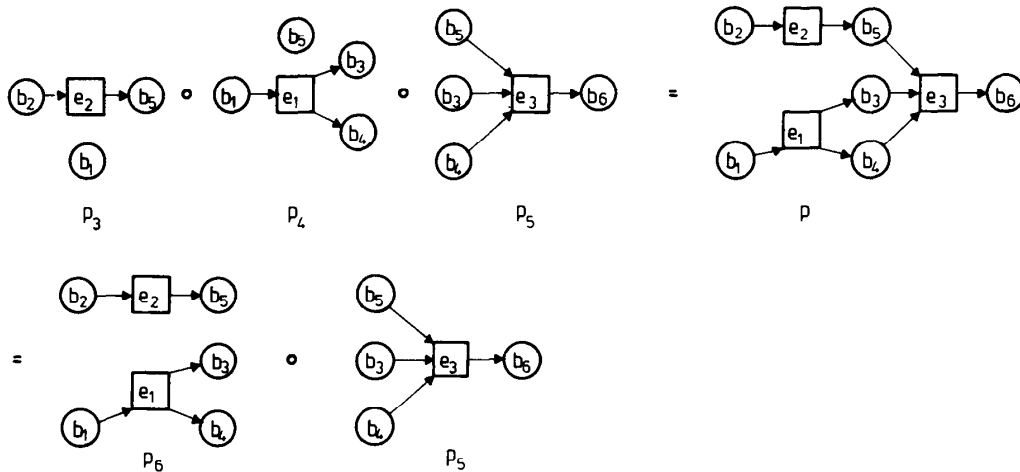 b₅ b₂ e₂ b₅
b₅ b₃
b₂ e₂ b₅ ∘ b₁ e₁ ∘ b₃ e₃ b₆ = b₃ e₃ b₆
b₄ e₁
b₁ b₄ b₁ b₄
p₃ p₄ p₅ p
b₂ e₂ b₅ b₅
= b₃ ∘ b₃ e₃ b₆
e₁
b₁ b₄ b₄
p₆ p₅